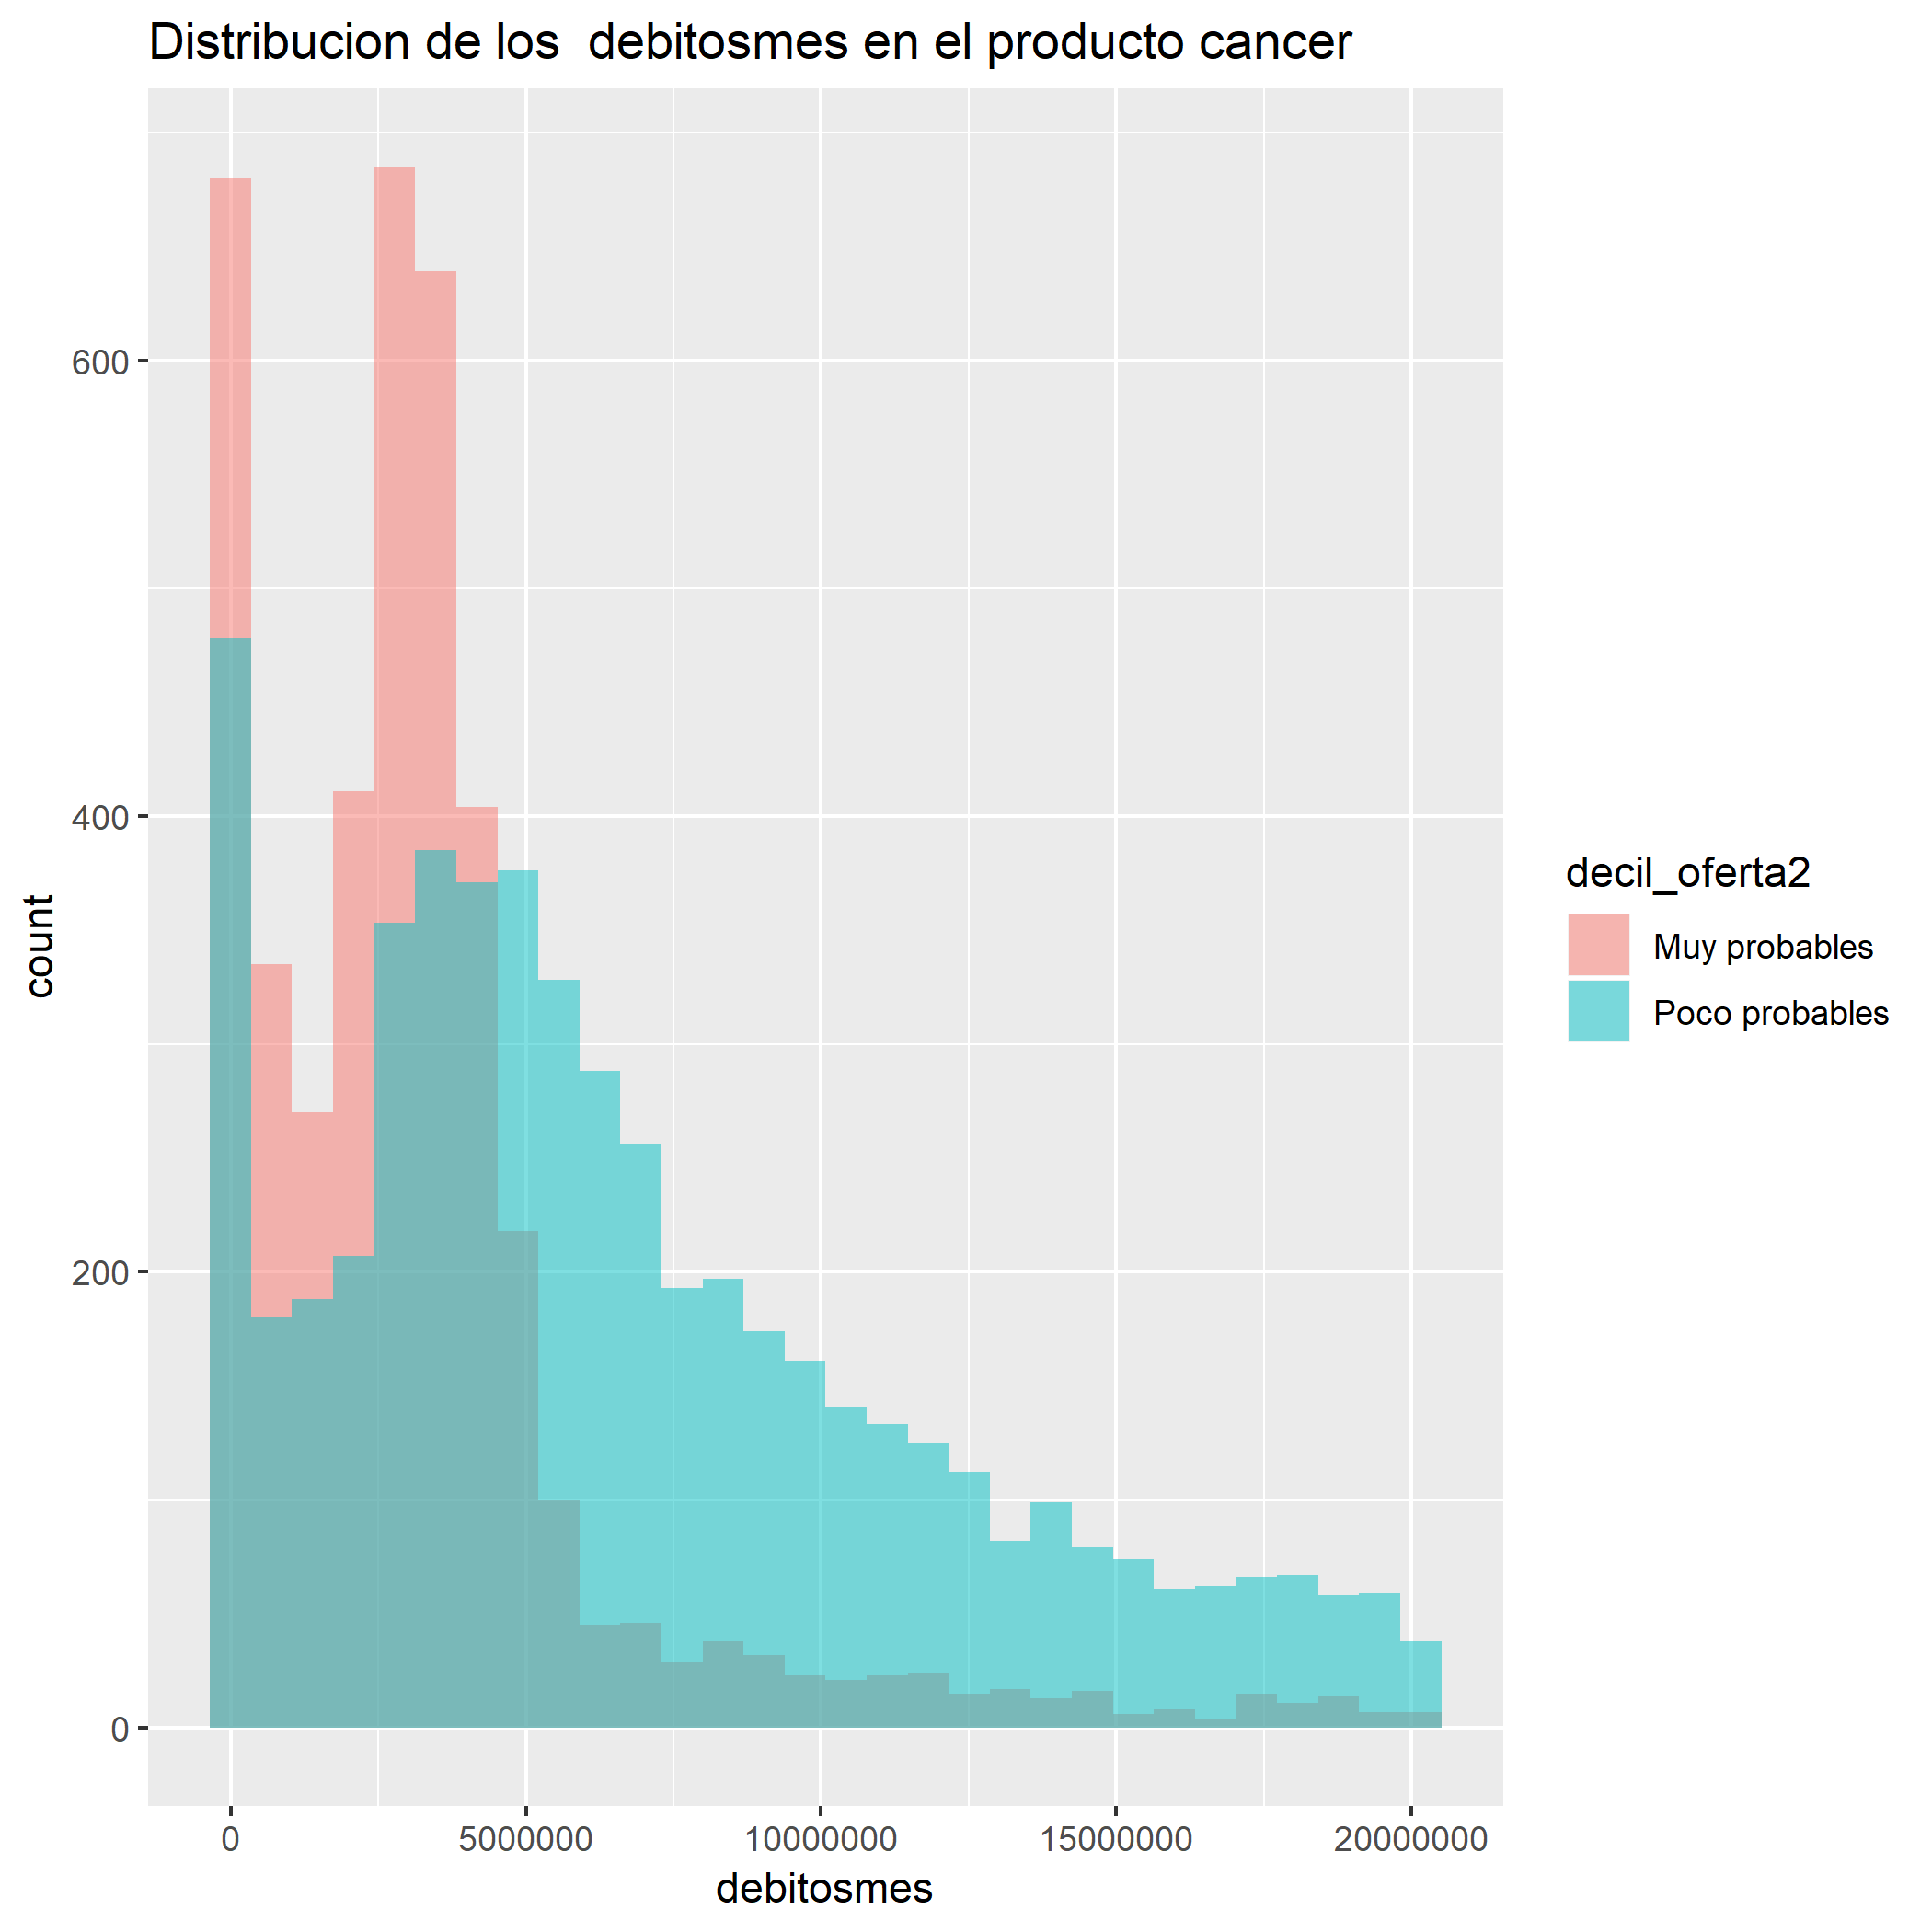 Distribucion de los  debitosmes en el producto cancer
600
400
200
0
count
0 5000000 10000000 15000000 20000000
debitosmes
decil_oferta2
Muy probables
Poco probables